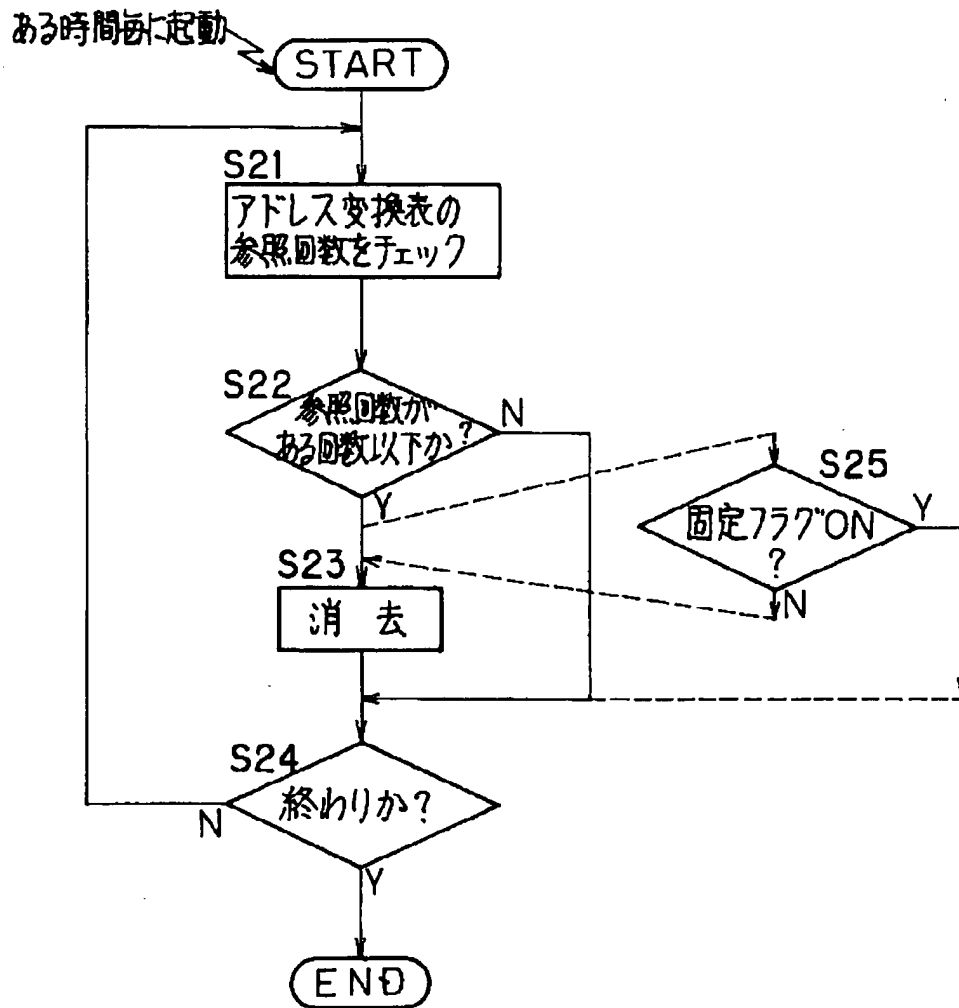 ある時間毎に起動
START
S21
アドレス変換表の
参照回数をチェック
S22
参照回数が
ある回数以下か?
N
Y
S25
固定フラグON
?
Y
N
S23
消 去
S24
終わりか?
N
Y
END